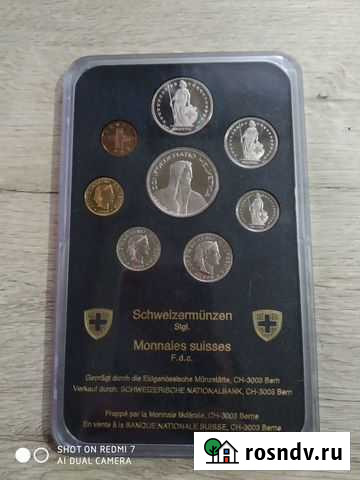 HELVETIA
Schweizermünzen
Stgl.
Monnaies suisses
F.d.c.
Geprägt durch die Eidgenössische Münzstätte, CH-3003 Bern
Verkauf durch: SCHWEIZERISCHE NATIONALBANK, CH-3003 Bern
Frappé par la Monnaie fédérale, CH-3003 Berne
En vente à la BANQUE NATIONALE SUISSE, CH-3003 Berne
SHOT ON REDMI 7
AI DUAL CAMERA
rosndv.ru